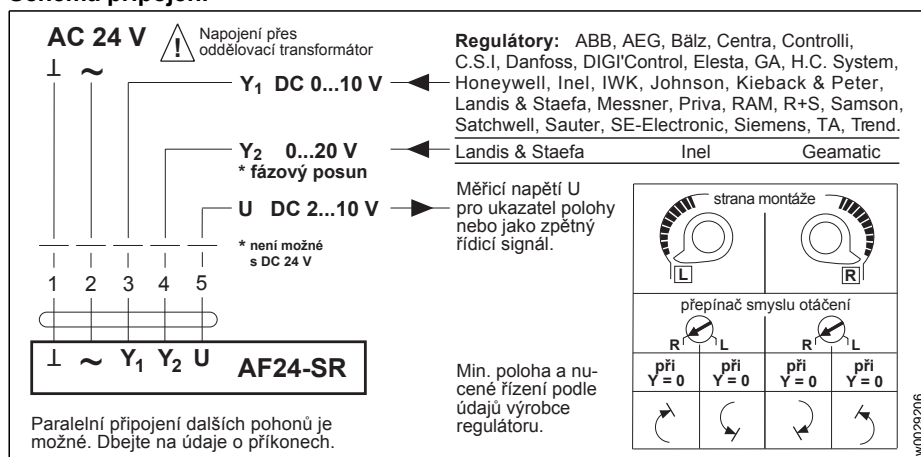 AC 24 V
!
Napojení přes
oddělovací transformátor
⊥ ~
Y1 DC 0...10 V
Regulátory: ABB, AEG, Bälz, Centra, Controlli,
C.S.I, Danfoss, DIGI'Control, Elesta, GA, H.C. System,
Honeywell, Inel, IWK, Johnson, Kieback & Peter,
Landis & Staefa, Messner, Priva, RAM, R+S, Samson,
Satchwell, Sauter, SE-Electronic, Siemens, TA, Trend.
Y2 0...20 V
* fázový posun
Landis & Staefa Inel Geamatic
U DC 2...10 V
Měřicí napětí U
pro ukazatel polohy
nebo jako zpětný
řídicí signál.
* není možné
s DC 24 V
1 2 3 4 5
⊥ ~ Y1 Y2 U AF24-SR
Paralelní připojení dalších pohonů je
možné. Dbejte na údaje o příkonech.
strana montáže
L R
přepínač smyslu otáčení
R L R L
při při při při
Y = 0 Y = 0 Y = 0 Y = 0
Min. poloha a nu-
cené řízení podle
údajů výrobce
regulátoru.
w0029206